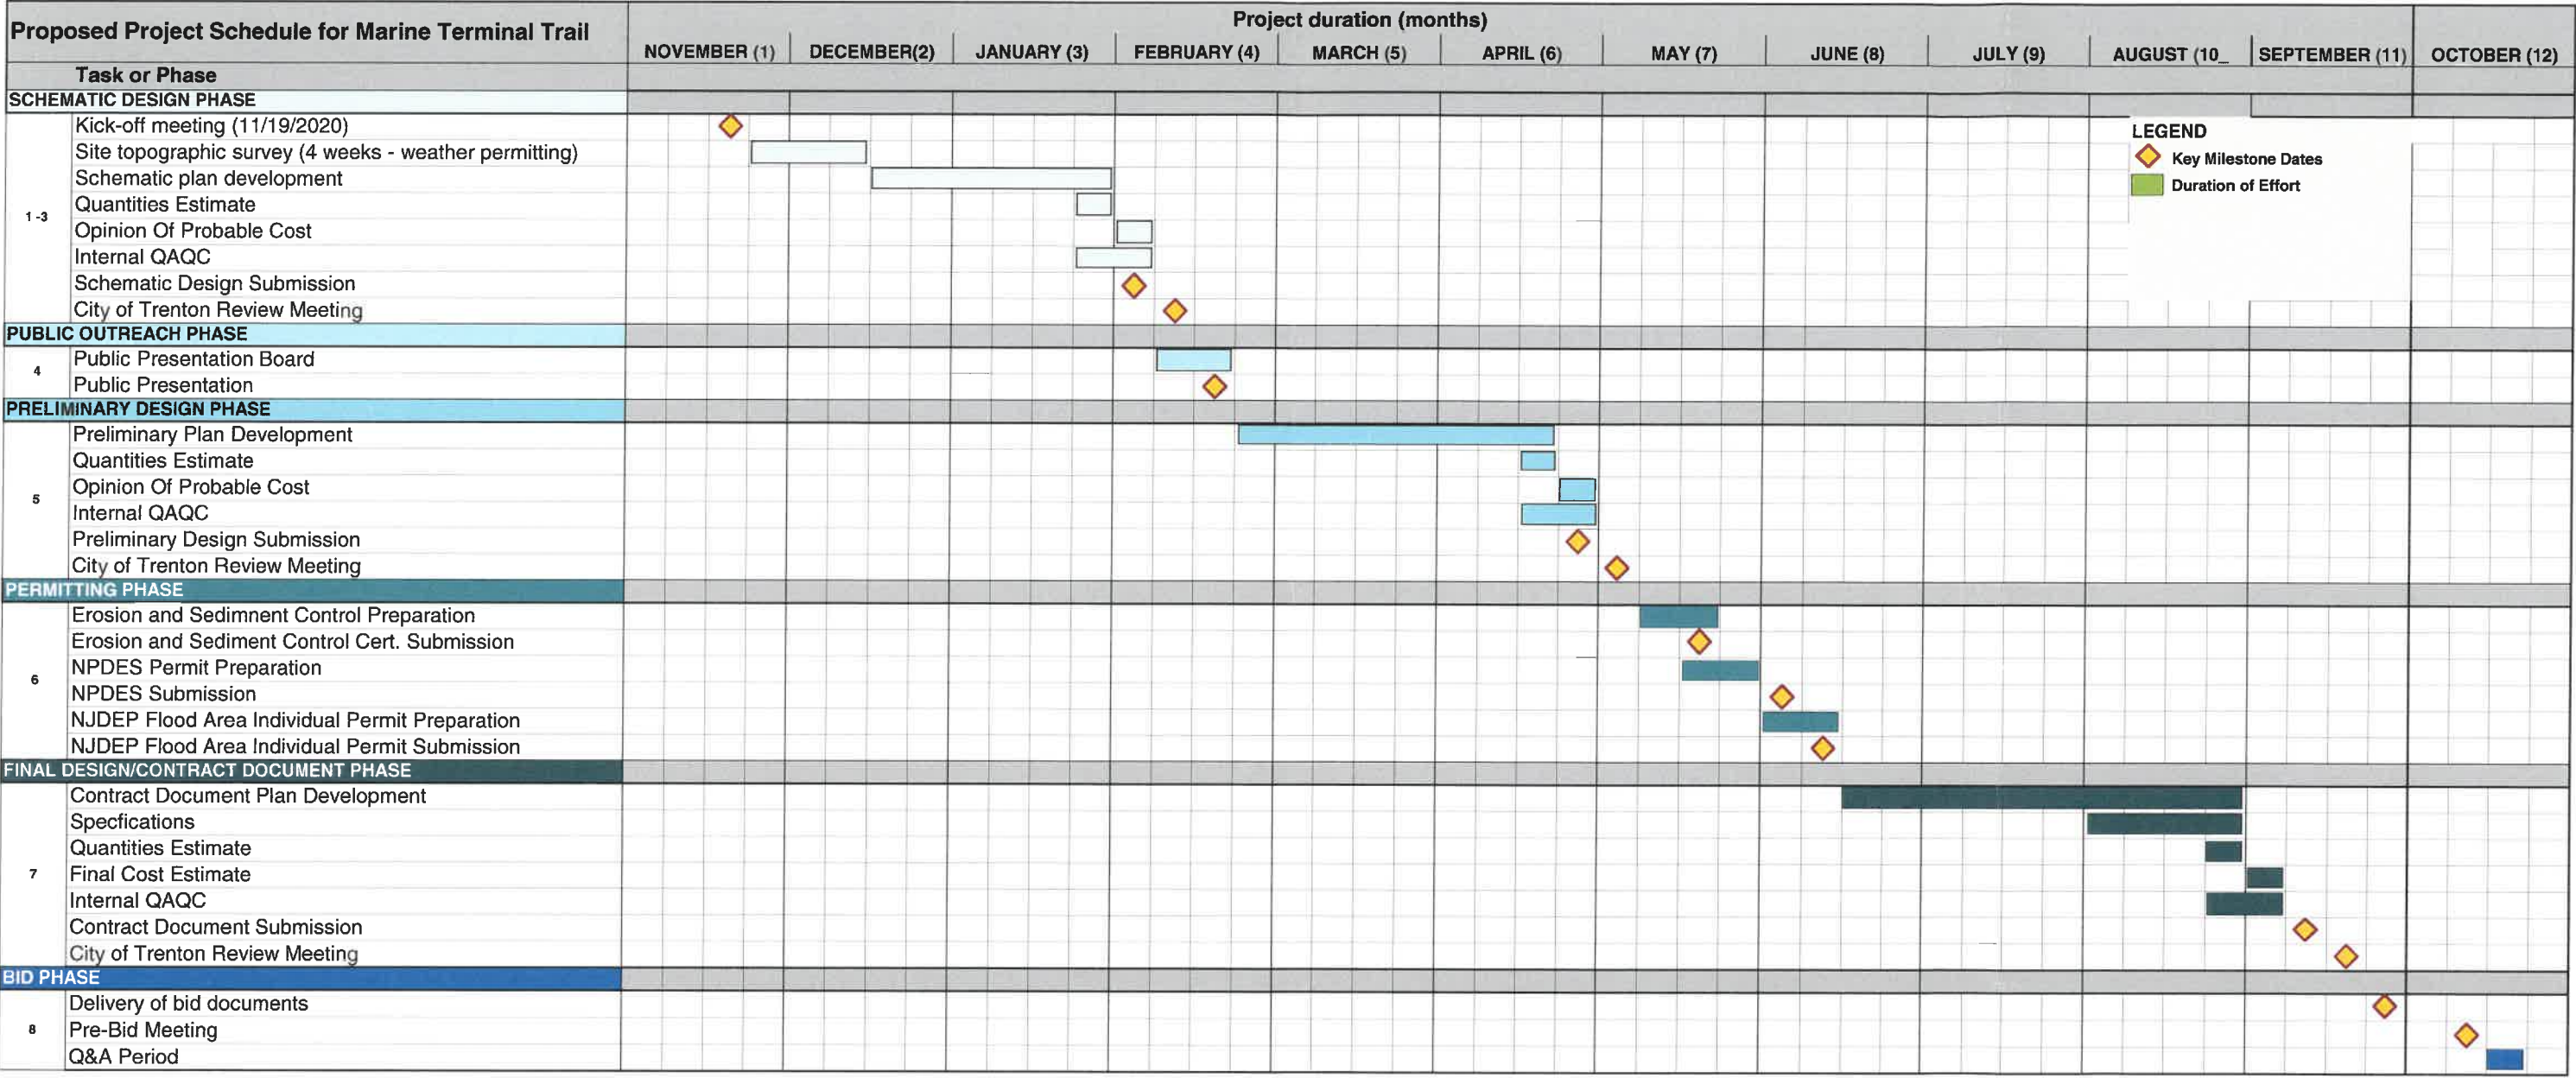 Proposed Project Schedule for Marine Terminal Trail
Project duration (months)
NOVEMBER (1) DECEMBER(2) JANUARY (3) FEBRUARY (4) MARCH (5) APRIL (6) MAY (7) JUNE (8) JULY (9) AUGUST (10_ SEPTEMBER (11) OCTOBER (12)
Task or Phase
SCHEMATIC DESIGN PHASE
1-3
Kick-off meeting (11/19/2020)
Site topographic survey (4 weeks - weather permitting)
Schematic plan development
Quantities Estimate
Opinion Of Probable Cost
Internal QAQC
Schematic Design Submission
City of Trenton Review Meeting
LEGEND
Key Milestone Dates
Duration of Effort
PUBLIC OUTREACH PHASE
4
Public Presentation Board
Public Presentation
PRELIMINARY DESIGN PHASE
5
Preliminary Plan Development
Quantities Estimate
Opinion Of Probable Cost
Internal QAQC
Preliminary Design Submission
City of Trenton Review Meeting
PERMITTING PHASE
6
Erosion and Sedimnent Control Preparation
Erosion and Sediment Control Cert. Submission
NPDES Permit Preparation
NPDES Submission
NJDEP Flood Area Individual Permit Preparation
NJDEP Flood Area Individual Permit Submission
FINAL DESIGN/CONTRACT DOCUMENT PHASE
7
Contract Document Plan Development
Specfications
Quantities Estimate
Final Cost Estimate
Internal QAQC
Contract Document Submission
City of Trenton Review Meeting
BID PHASE
8
Delivery of bid documents
Pre-Bid Meeting
Q&A Period